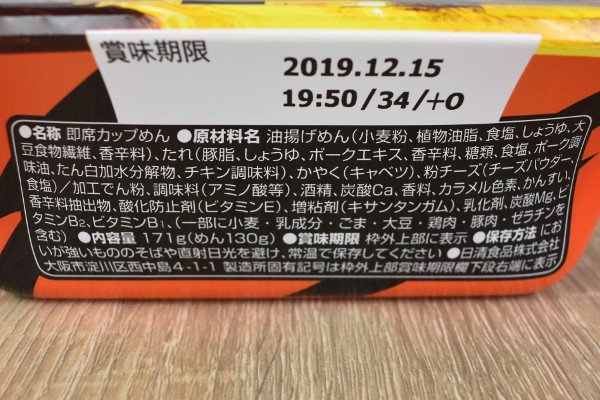 賞味期限
2019.12.15
19:50/34/+O
●名称 即席カップめん ●原材料名 油揚げめん(小麦粉、植物油脂、食塩、しょうゆ、大
豆食物繊維、香辛料)、たれ(豚脂、しょうゆ、ポークエキス、香辛料、糖類、食塩、ポーク調
味油、たん白加水分解物、チキン調味料)、かやく(キャベツ)、粉チーズ(チーズパウダー、
食塩)/加工でん粉、調味料(アミノ酸等)、酒精、炭酸Ca、香料、カラメル色素、かんすい、
香辛料抽出物、酸化防止剤(ビタミンE)、増粘剤(キサンタンガム)、乳化剤、炭酸Mg、ビ
タミンB2、ビタミンB1、(一部に小麦・乳成分・ごま・大豆・鶏肉・豚肉・ゼラチンを
含む) ●内容量 171g(めん130g) ●賞味期限 枠外上部に表示 ●保存方法 にお
いが強いもののそばや直射日光を避け、常温で保存してください ●日清食品株式会社
大阪市淀川区西中島4-1-1 製造所固有記号は枠外上部賞味期限欄下段右端に表示